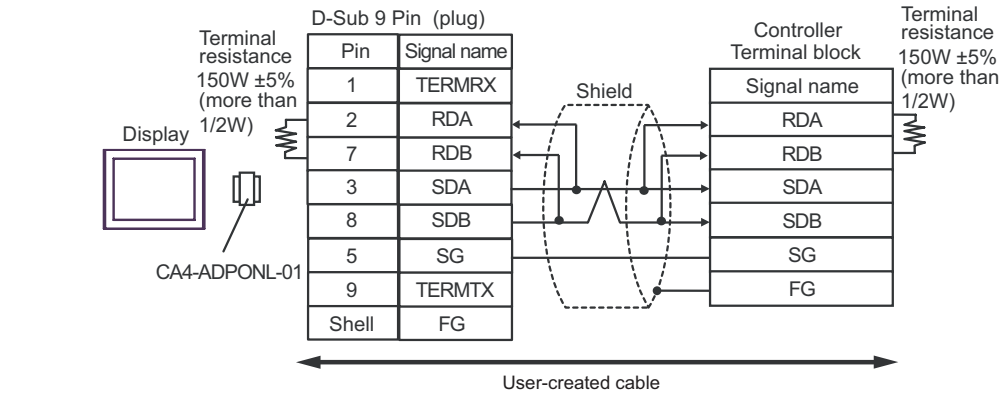 D-Sub 9 Pin (plug)
Terminal
resistance
150W ±5%
(more than
1/2W)
Display
CA4-ADPONL-01
Pin Signal name
1 TERMRX
2 RDA
7 RDB
3 SDA
8 SDB
5 SG
9 TERMTX
Shell FG
Shield
Controller
Terminal block
Signal name
RDA
RDB
SDA
SDB
SG
FG
Terminal
resistance
150W ±5%
(more than
1/2W)
User-created cable